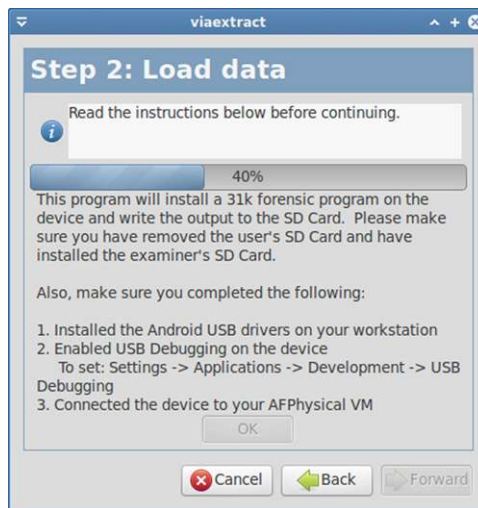 viaextract
Step 2: Load data
Read the instructions below before continuing.
40%
This program will install a 31k forensic program on the
device and write the output to the SD Card.  Please make
sure you have removed the user's SD Card and have
installed the examiner's SD Card.
Also, make sure you completed the following:
1. Installed the Android USB drivers on your workstation
2. Enabled USB Debugging on the device
To set: Settings -> Applications -> Development -> USB
Debugging
3. Connected the device to your AFPhysical VM
OK
Cancel Back Forward